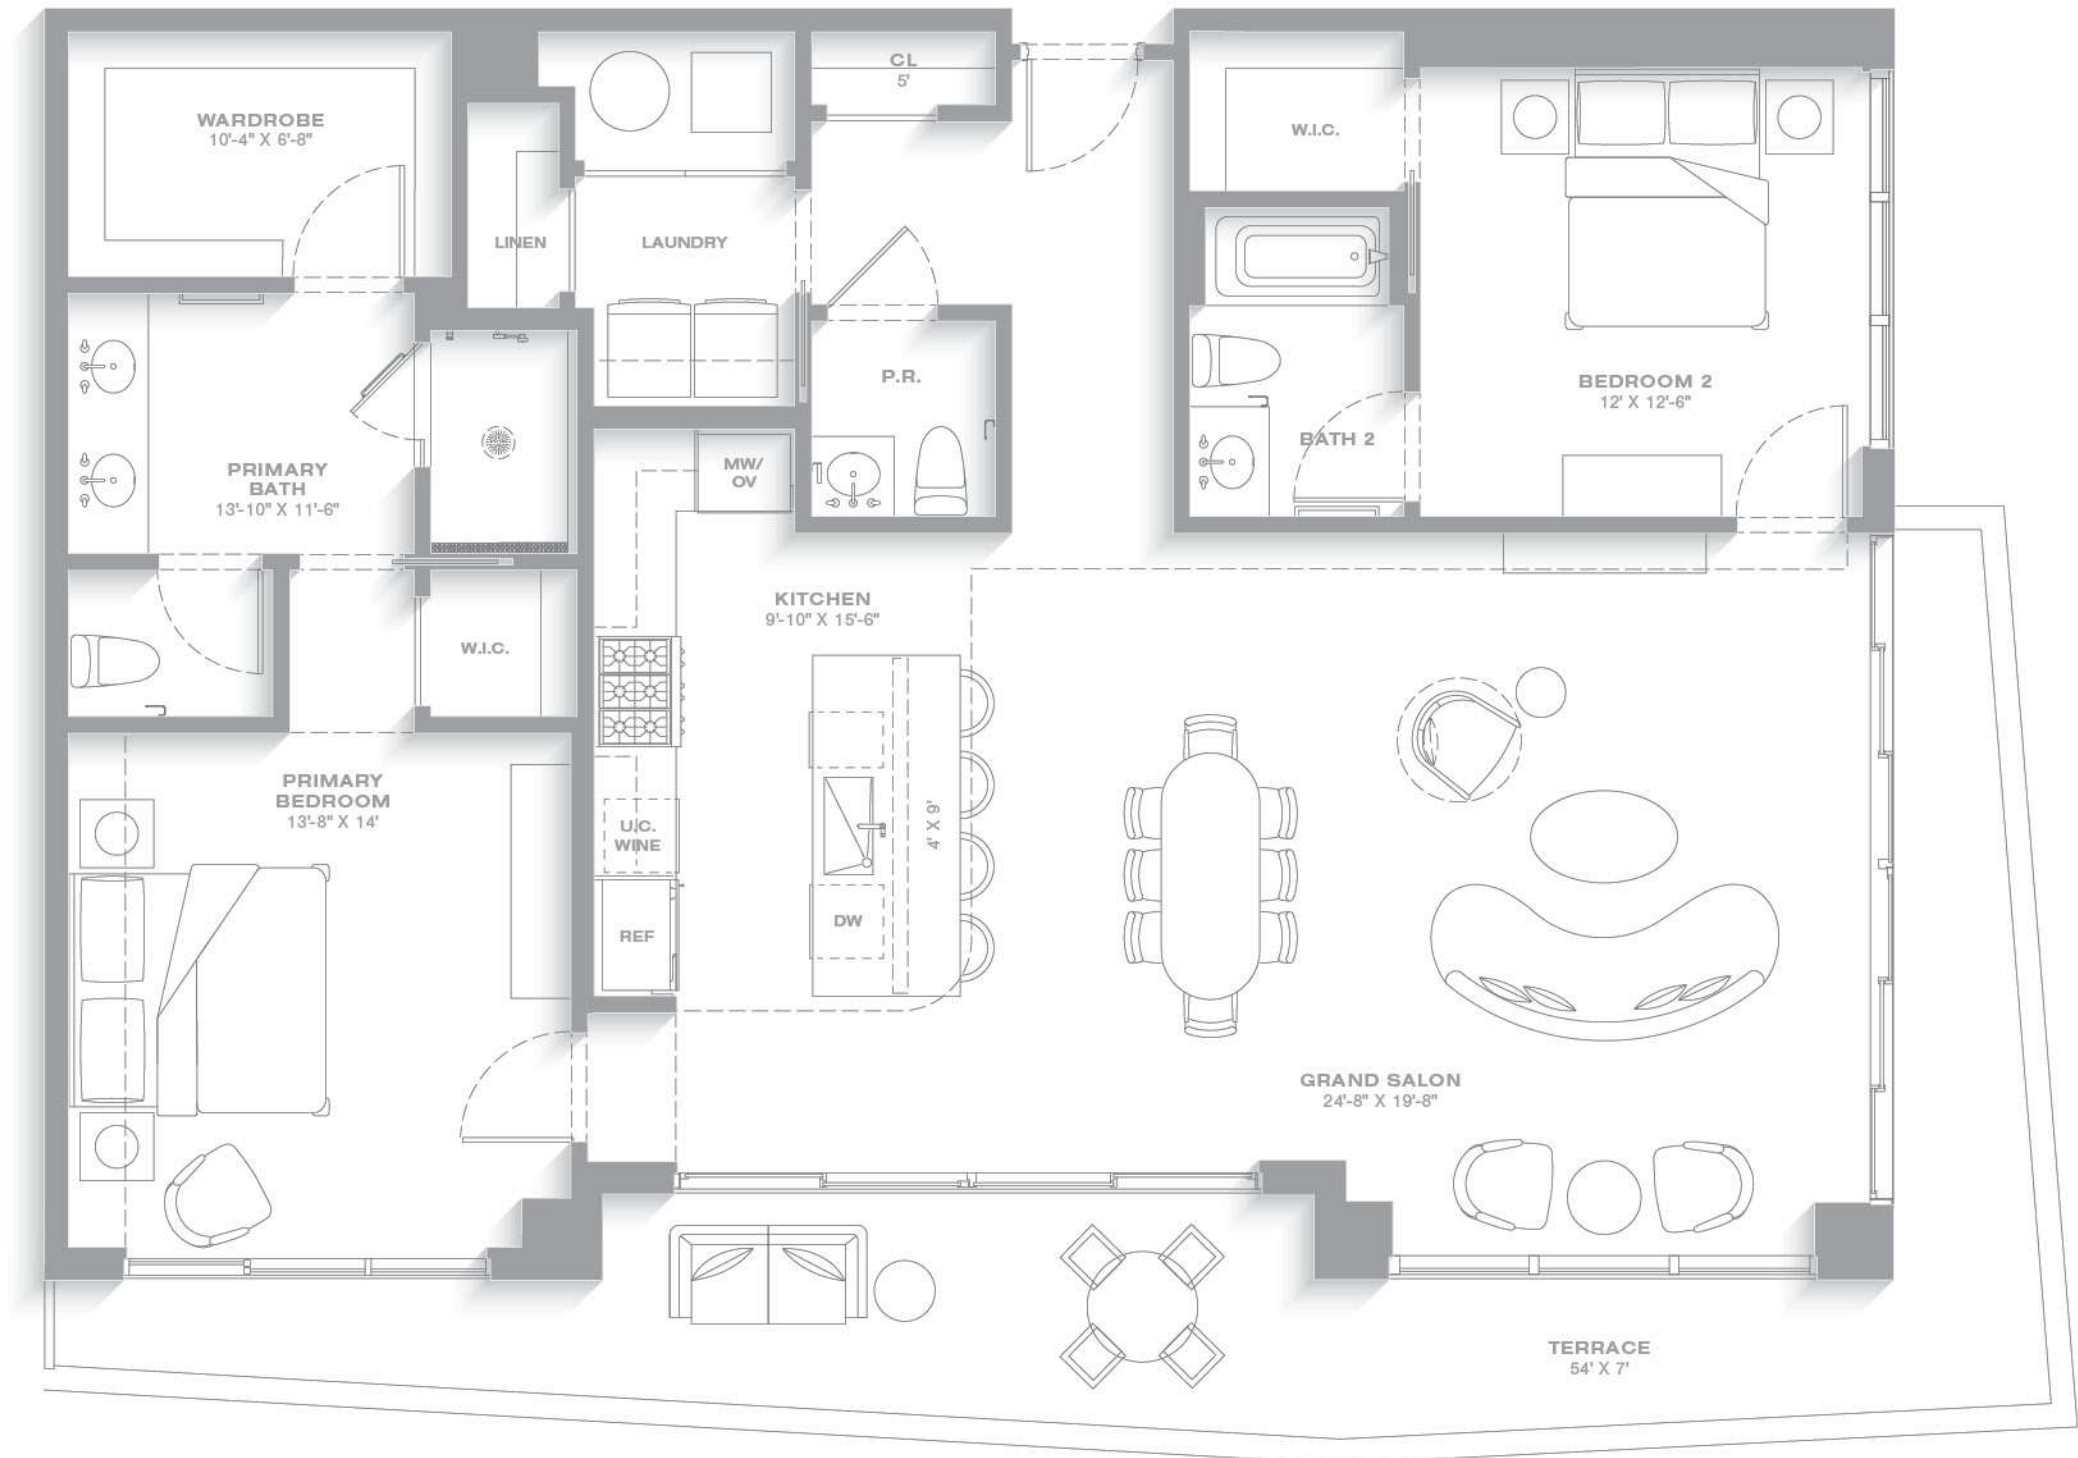 WARDROBE
10'-4" X 6'-8"
CL
5'
W.I.C.
LINEN
LAUNDRY
P.R.
BEDROOM 2
12' X 12'-6"
BATH 2
PRIMARY
BATH
13'-10" X 11'-6"
MW/
OV
KITCHEN
9'-10" X 15'-6"
W.I.C.
PRIMARY
BEDROOM
13'-8" X 14'
U.C.
WINE
4' X 9'
REF
DW
GRAND SALON
24'-8" X 19'-8"
TERRACE
54' X 7'